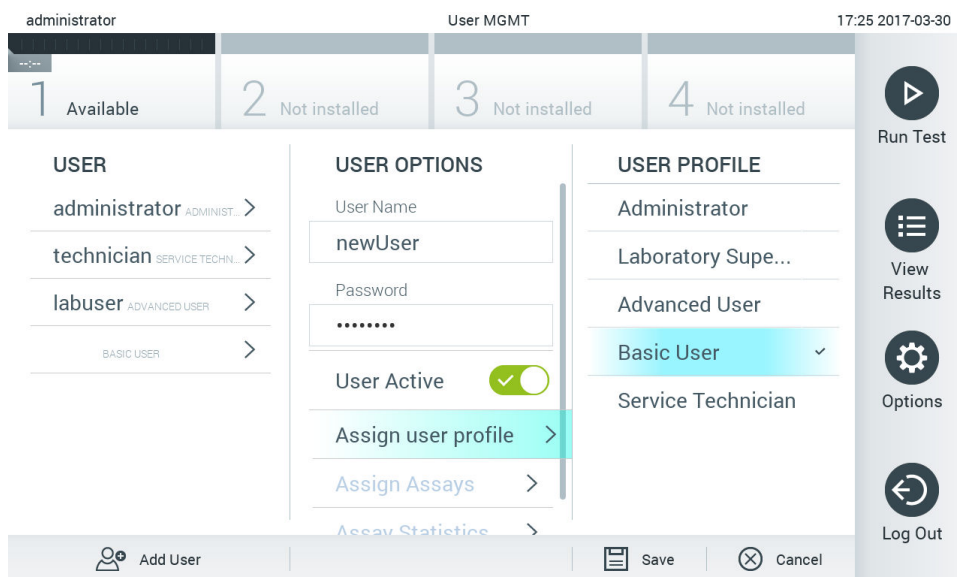 administrator User MGMT 17:25 2017-03-30
--:--
1 Available 2 Not installed 3 Not installed 4 Not installed
Run Test
View
Results
Options
Log Out
USER
administrator ADMINIST...
technician SERVICE TECHN...
labuser ADVANCED USER
BASIC USER
USER OPTIONS
User Name
newUser
Password
••••••••
User Active
Assign user profile
Assign Assays
Assay Statistics
USER PROFILE
Administrator
Laboratory Supe...
Advanced User
Basic User
Service Technician
Add User Save Cancel